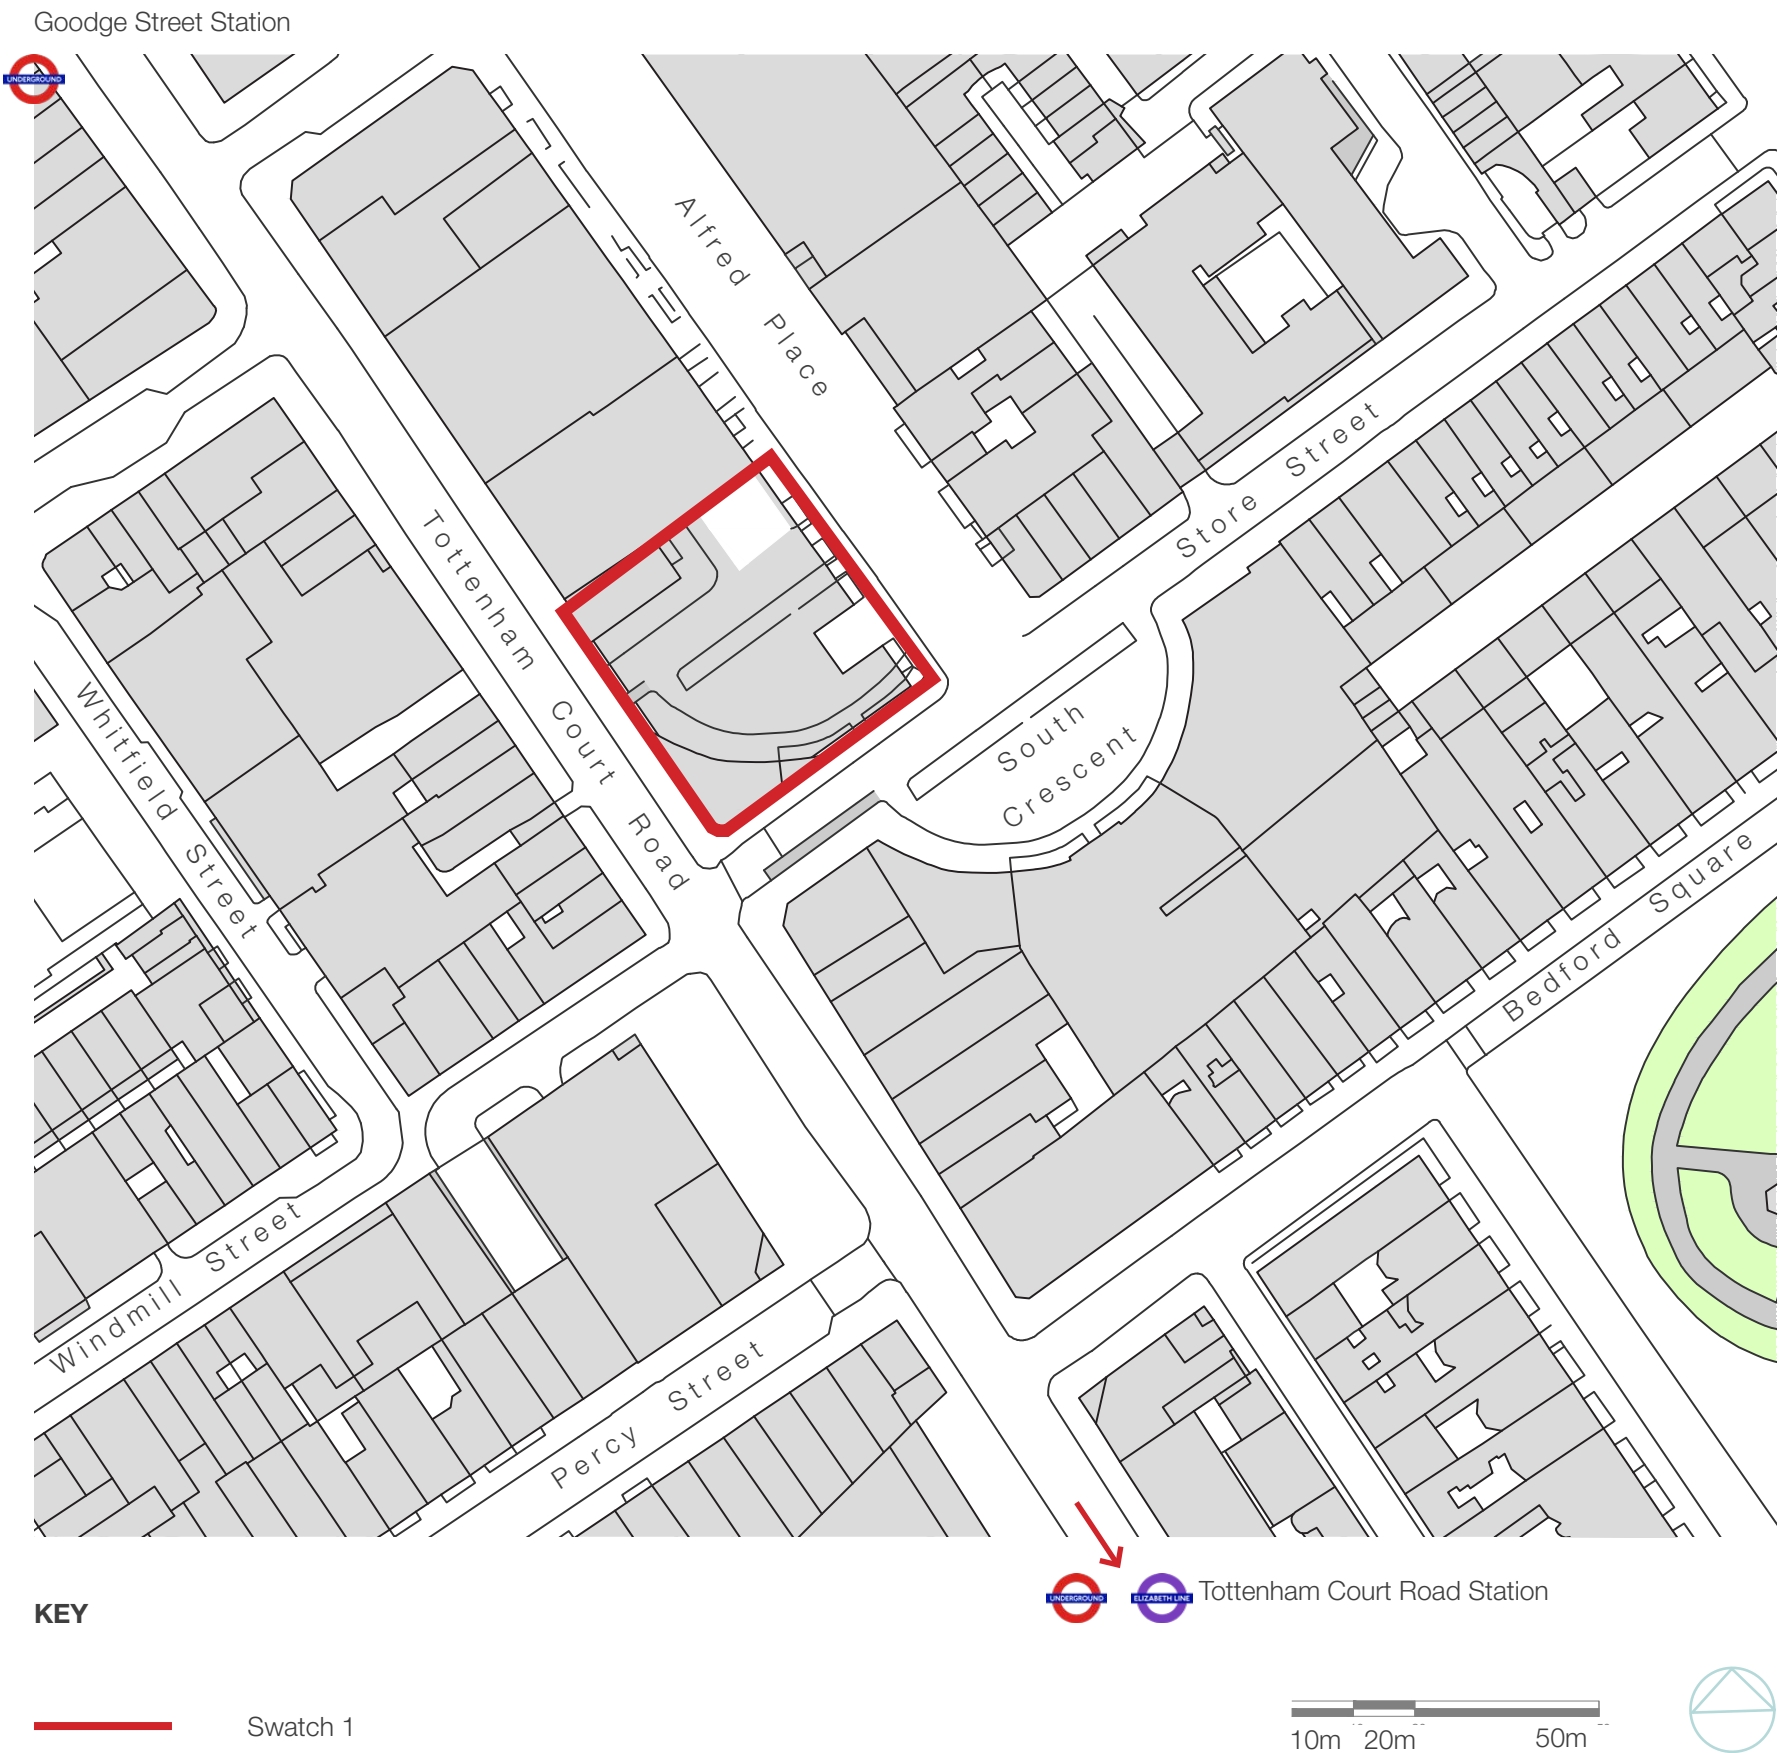 Goodge Street Station
UNDERGROUND
Alfred Place
Tottenham Court Road
Store Street
South
Crescent
Whitfield Street
Bedford Square
Windmill Street
Percy Street
UNDERGROUND
ELIZABETH LINE
Tottenham Court Road Station
KEY
Swatch 1
10m 20m 50m